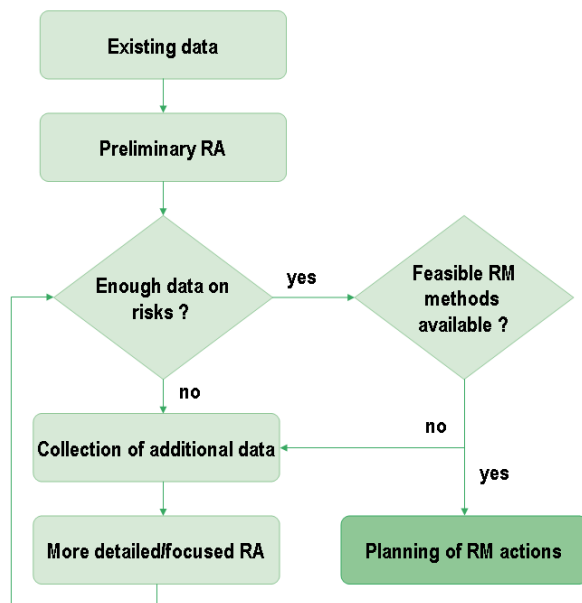 Existing data
Preliminary RA
Enough data on
risks ?
yes
Feasible RM
methods
available ?
no
Collection of additional data
no
yes
More detailed/focused RA
Planning of RM actions